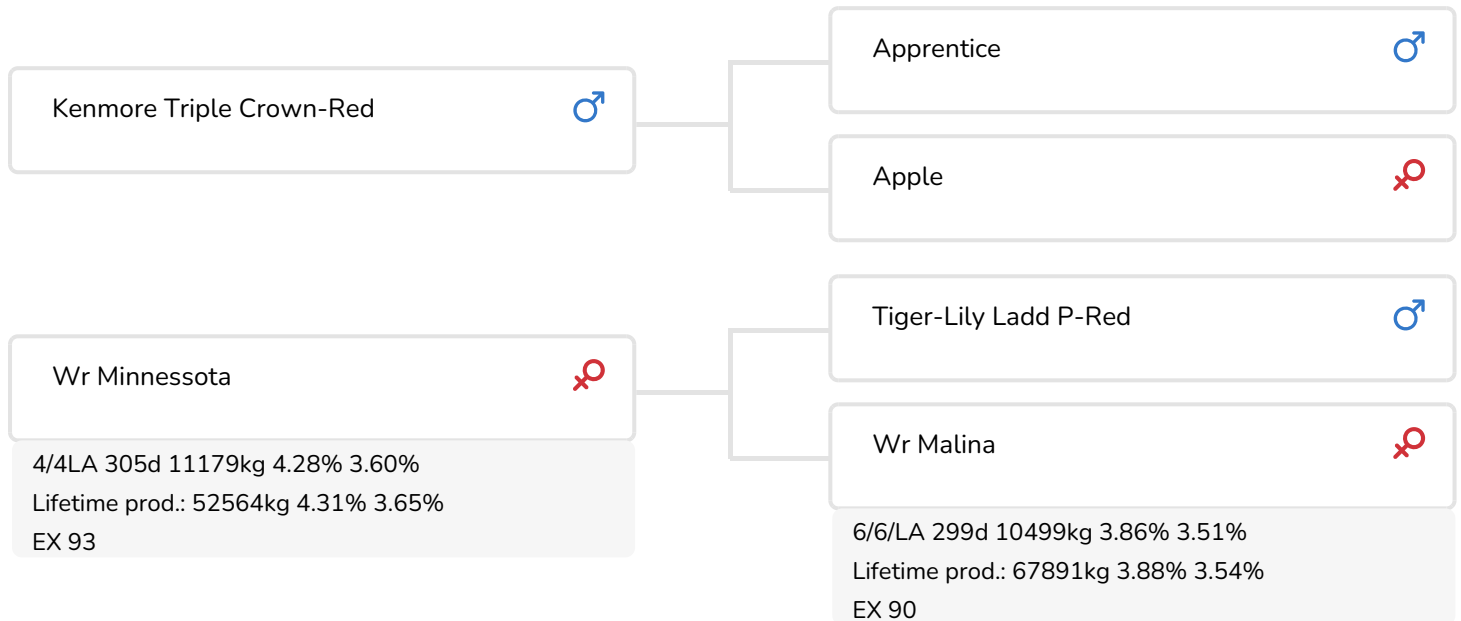 Kenmore Triple Crown-Red
Apprentice
Apple
Wr Minnessota
4/4LA 305d 11179kg 4.28% 3.60%
Lifetime prod.: 52564kg 4.31% 3.65%
EX 93
Tiger-Lily Ladd P-Red
Wr Malina
6/6/LA 299d 10499kg 3.86% 3.51%
Lifetime prod.: 67891kg 3.88% 3.54%
EX 90